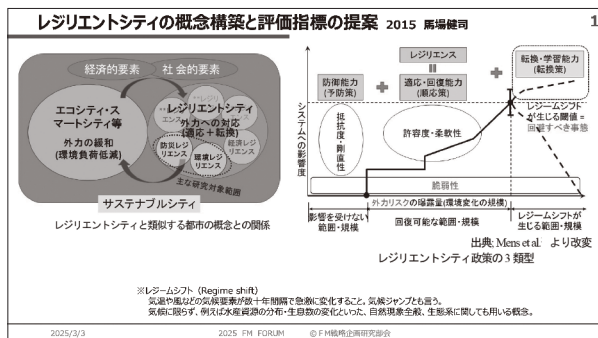 レジリエントシティの概念構築と評価指標の提案 2015 馬場健司
1
経済的要素 社会的要素
エコシティ・ス
マートシティ等
外力の緩和
(環境負荷低減)
レジリエントシティ
外力への対応
(適応+転換)
防災レジ
リエンス
環境レジ
リエンス
経済レジ
リエンス
主な研究対象範囲
サステナブルシティ
レジリエントシティと類似する都市の概念との関係
レジリエンス
=
防御能力
(予防策)
+
適応・回復能力
(順応策)
+
転換・学習能力
(転換策)
システムへの影響度
抵抗度・剛直性
許容度・柔軟性
レジームシフト
が生じる閾値=
回避すべき事態
脆弱性
外力リスクの曝露量(環境変化の規模)
影響を受けない
範囲・規模
回復可能な範囲・規模
レジームシフトが
生じる範囲・規模
出典; Mens et al. より改変
レジリエントシティ政策の3類型
※レジームシフト(Regime shift)
気温や風などの気候要素が数十年間隔で急激に変化すること。気候ジャンプとも言う。
気候に限らず、例えば水産資源の分布・生息数の変化といった、自然現象全般、生態系に関しても用いる概念。
2025/3/3
2025 FM FORUM ©FM戦略企画研究部会